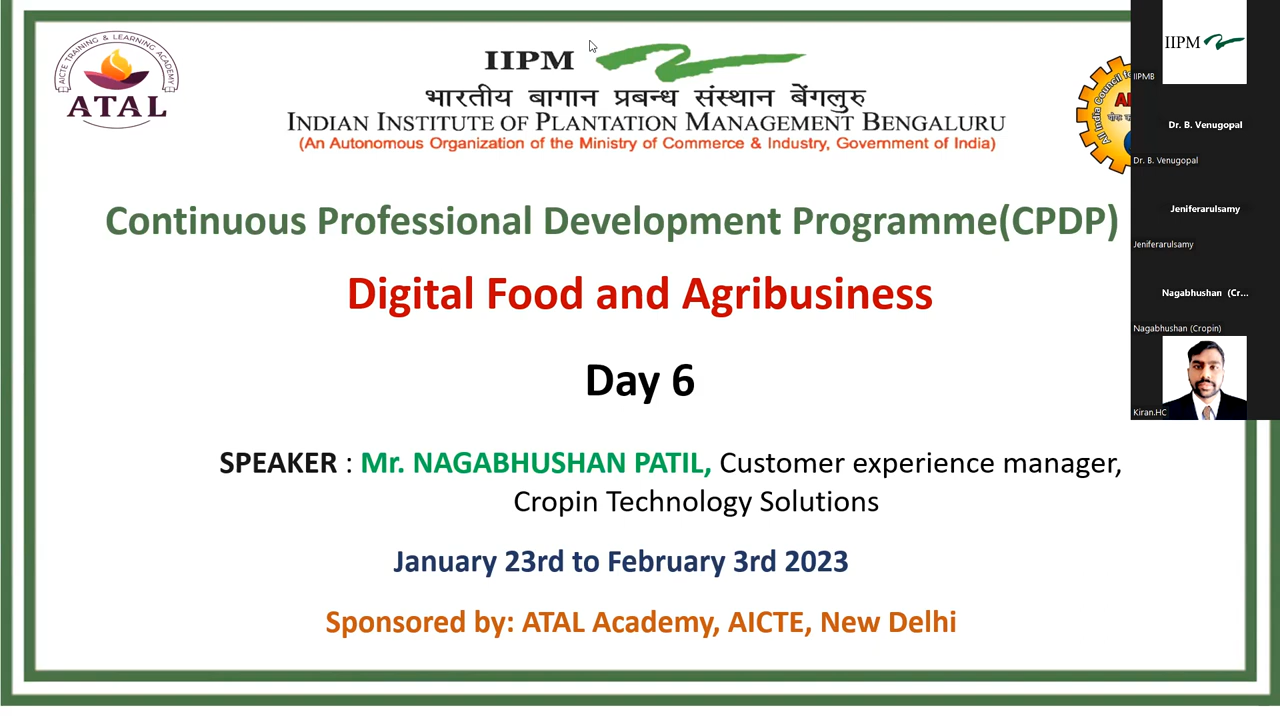 AICTE TRAINING & LEARNING ACADEMY
ATAL
IIPM
भारतीय बागान प्रबन्ध संस्थान बेंगलुरु
INDIAN INSTITUTE OF PLANTATION MANAGEMENT BENGALURU
(An Autonomous Organization of the Ministry of Commerce & Industry, Government of India)
Continuous Professional Development Programme(CPDP)
Digital Food and Agribusiness
Day 6
SPEAKER : Mr. NAGABHUSHAN PATIL, Customer experience manager,
Cropin Technology Solutions
January 23rd to February 3rd 2023
Sponsored by: ATAL Academy, AICTE, New Delhi
IIPM
IIPMB
Dr. B. Venugopal
Dr. B. Venugopal
Jeniferarulsamy
Jeniferarulsamy
Nagabhushan (Cr...
Nagabhushan (Cropin)
Kiran.HC